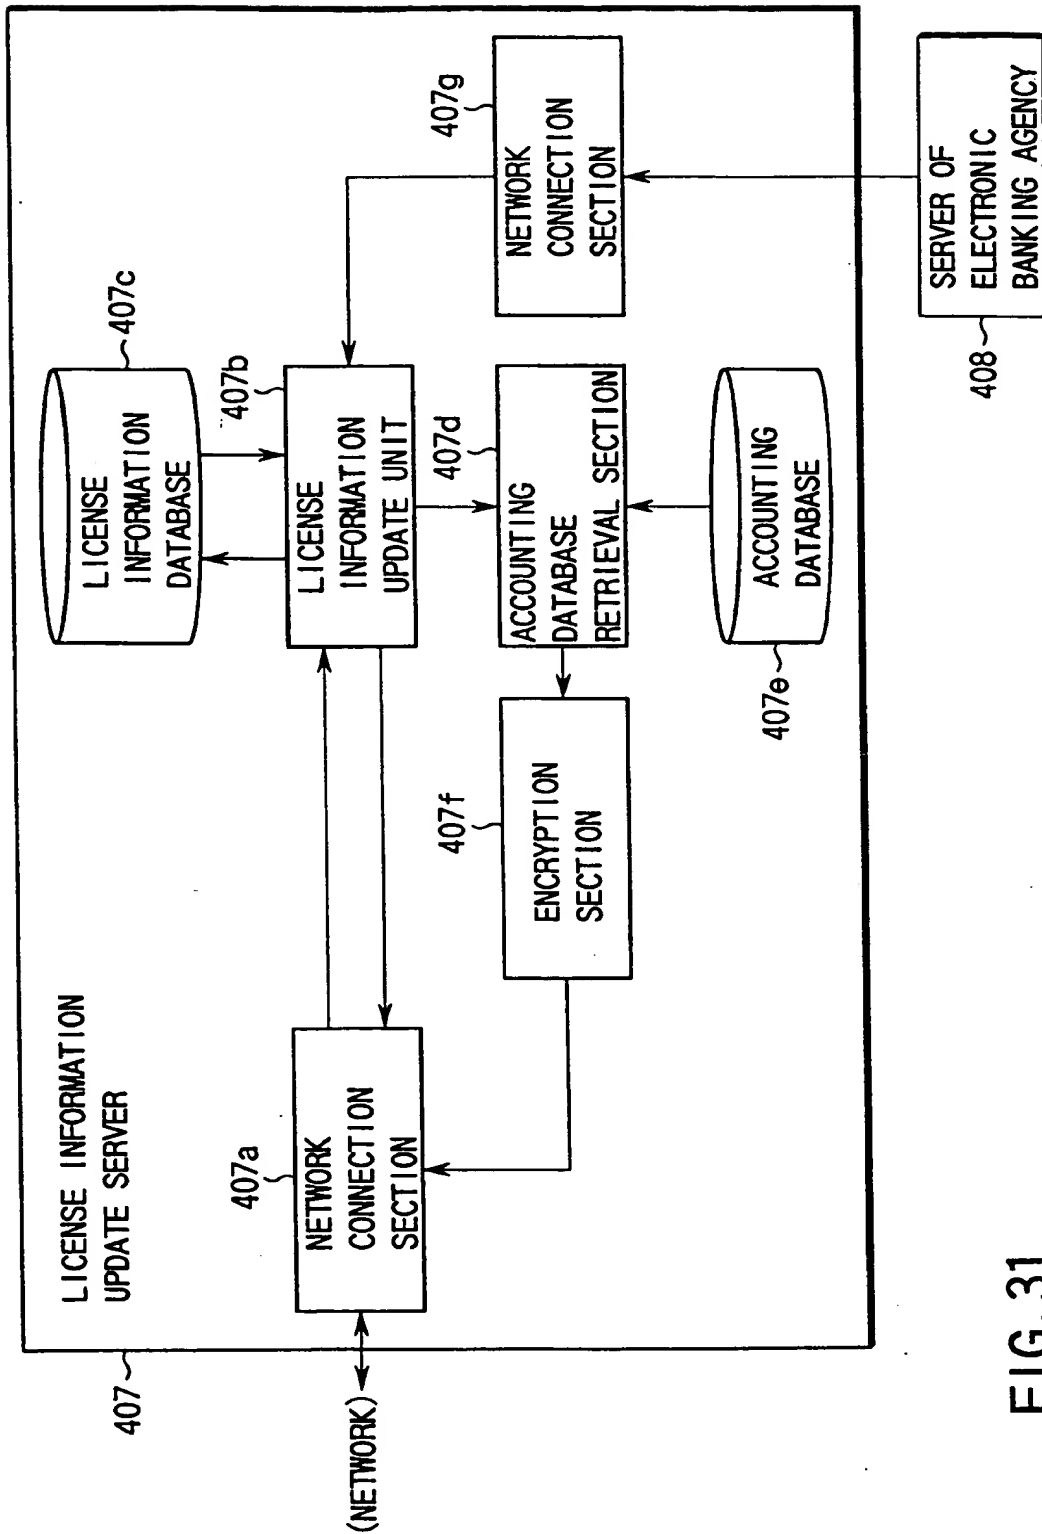 LICENSE INFORMATION
UPDATE SERVER
407
(NETWORK)
407a
NETWORK
CONNECTION
SECTION
407c
LICENSE
INFORMATION
DATABASE
407b
LICENSE
INFORMATION
UPDATE UNIT
407g
NETWORK
CONNECTION
SECTION
407f
ENCRYPTION
SECTION
407d
ACCOUNTING
DATABASE
RETRIEVAL SECTION
407e
ACCOUNTING
DATABASE
408
SERVER OF
ELECTRONIC
BANKING AGENCY
FIG. 31